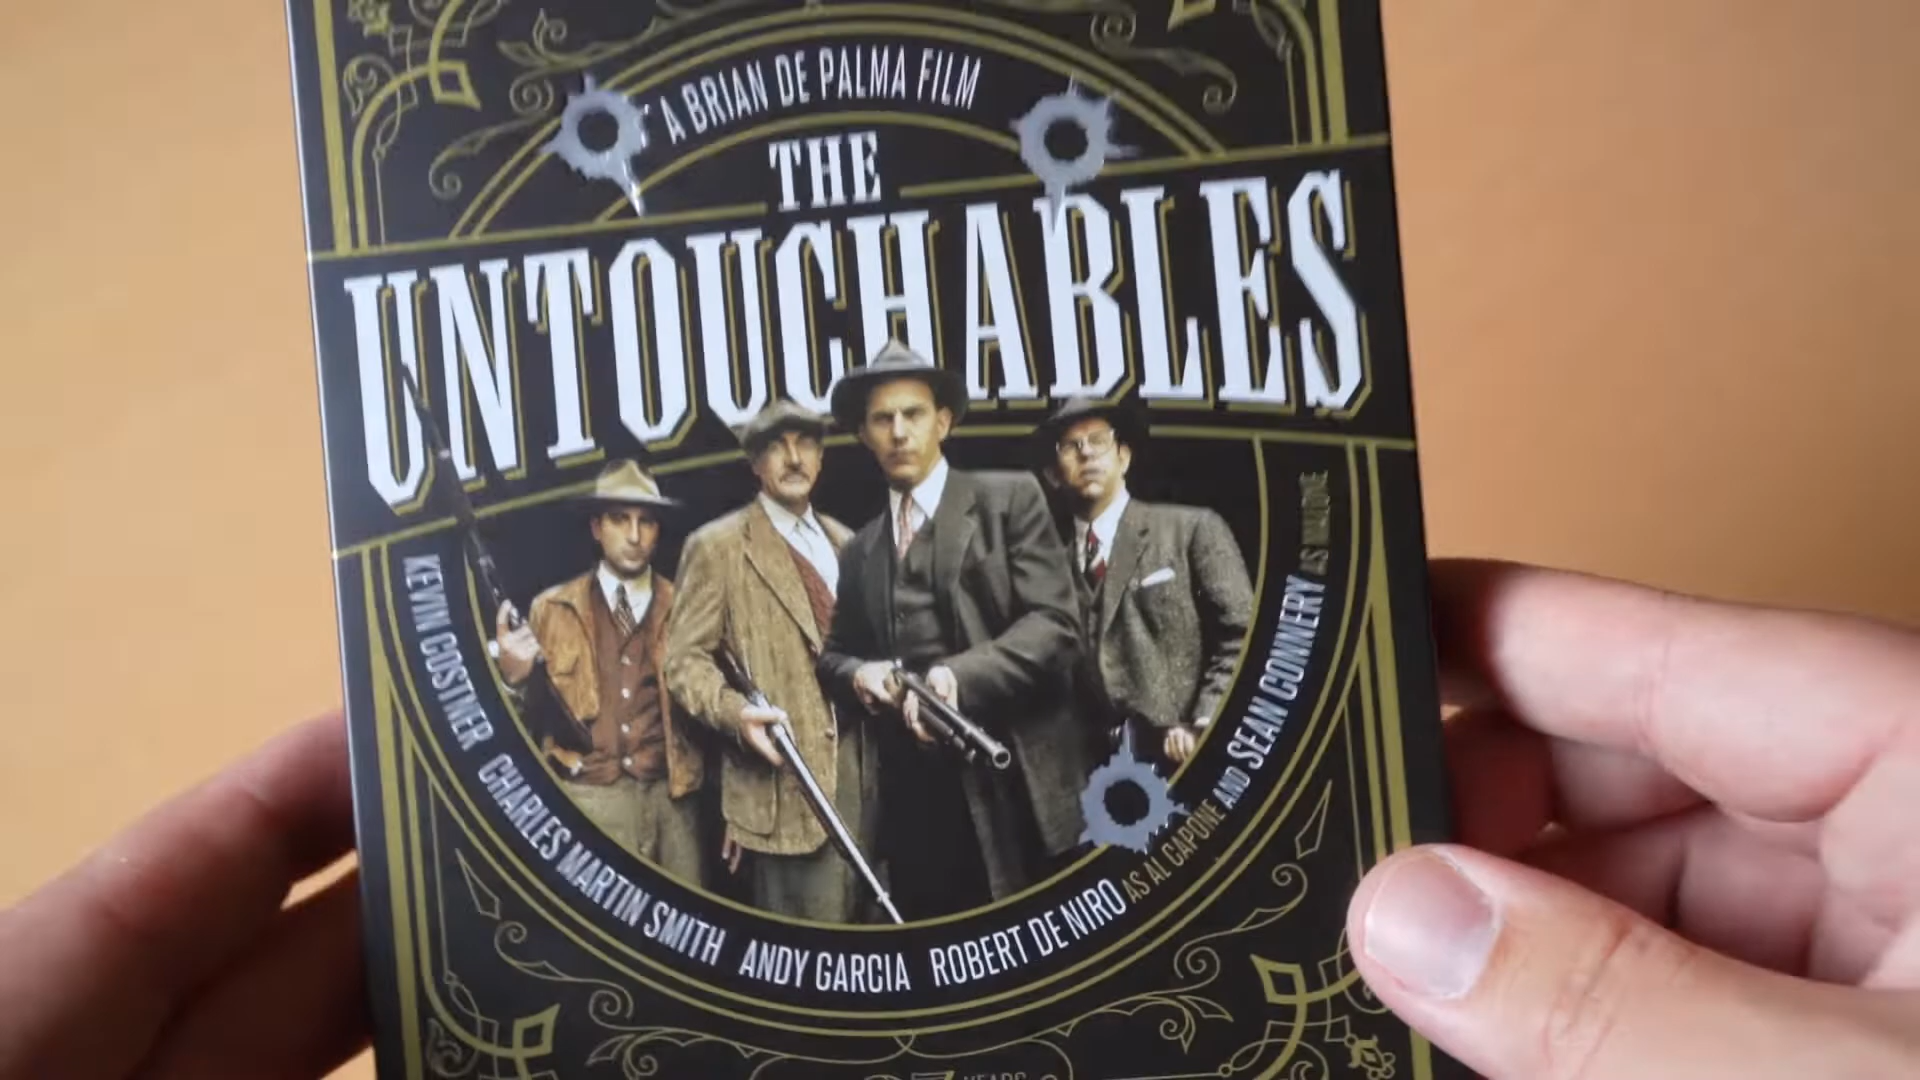 A BRIAN DE PALMA FILM
THE
UNTOUCHABLES
KEVIN COSTNER CHARLES MARTIN SMITH ANDY GARCIA ROBERT DE NIRO AS AL CAPONE AND SEAN CONNERY AS MALONE
YEARS